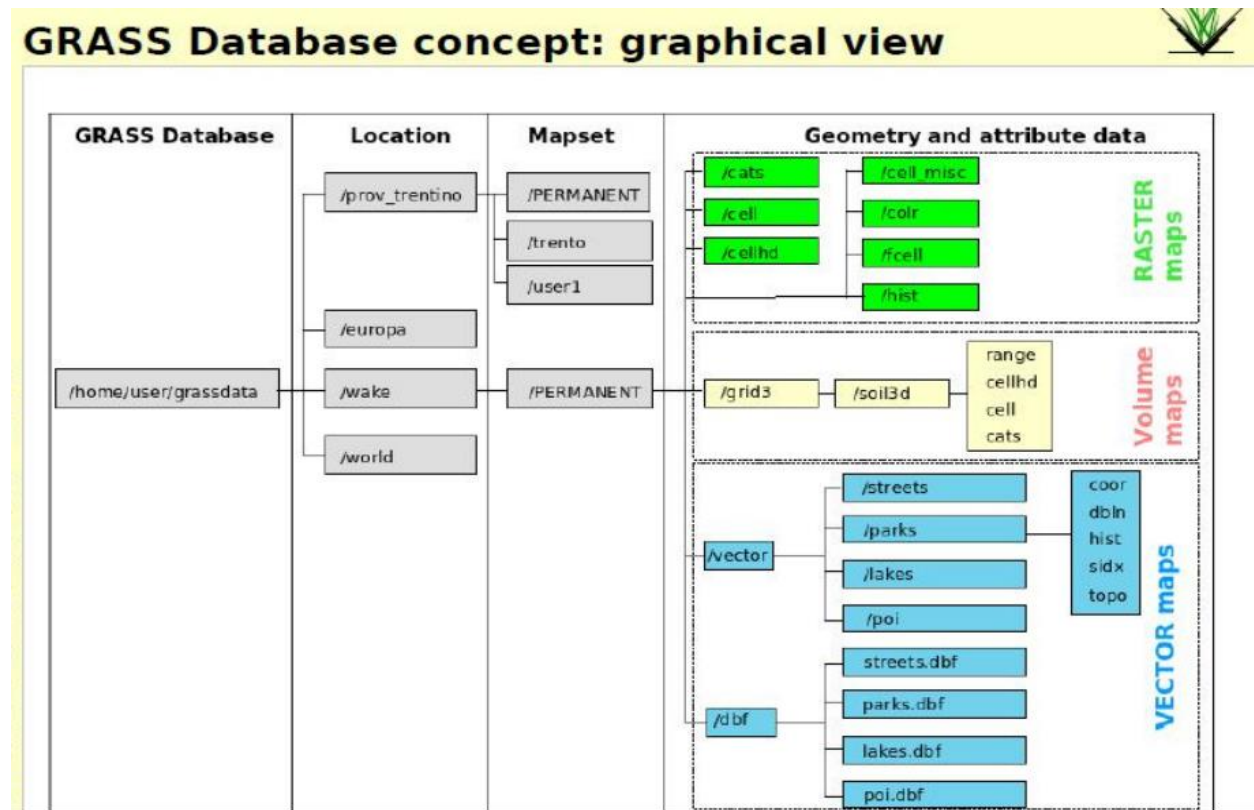 GRASS Database concept: graphical view
GRASS Database
Location
Mapset
Geometry and attribute data
/home/user/grassdata
/prov_trentino
/europa
/wake
/world
/PERMANENT
/trento
/user1
/PERMANENT
/cats
/cell
/cellhd
/cell_misc
/colr
/fcell
/hist
RASTER
maps
/grid3
/soil3d
range
cellhd
cell
cats
Volume
maps
/vector
/streets
/parks
/lakes
/poi
coor
dbln
hist
sidx
topo
/dbf
streets.dbf
parks.dbf
lakes.dbf
poi.dbf
VECTOR maps